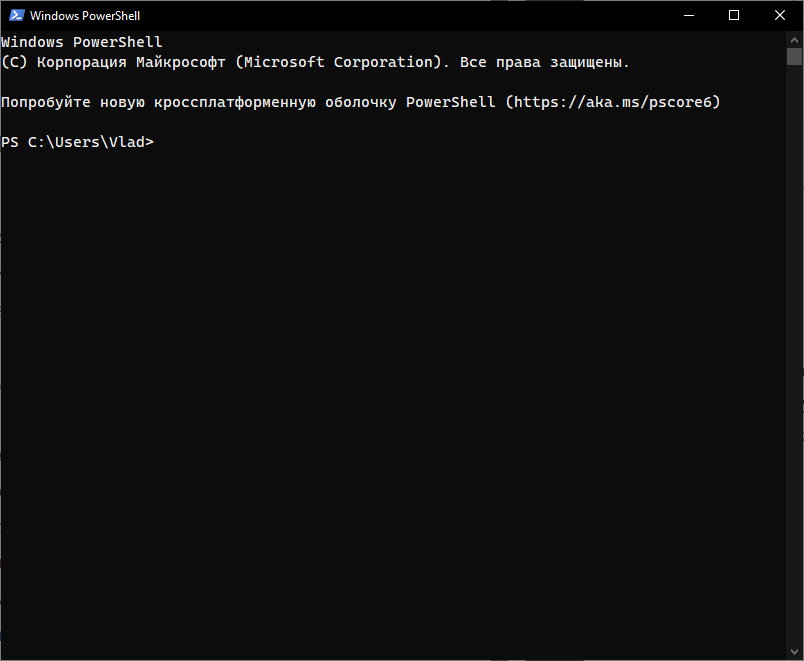 Windows PowerShell
Windows PowerShell
(C) Корпорация Майкрософт (Microsoft Corporation). Все права защищены.
Попробуйте новую кроссплатформенную оболочку PowerShell (https://aka.ms/pscore6)
PS C:\Users\Vlad>